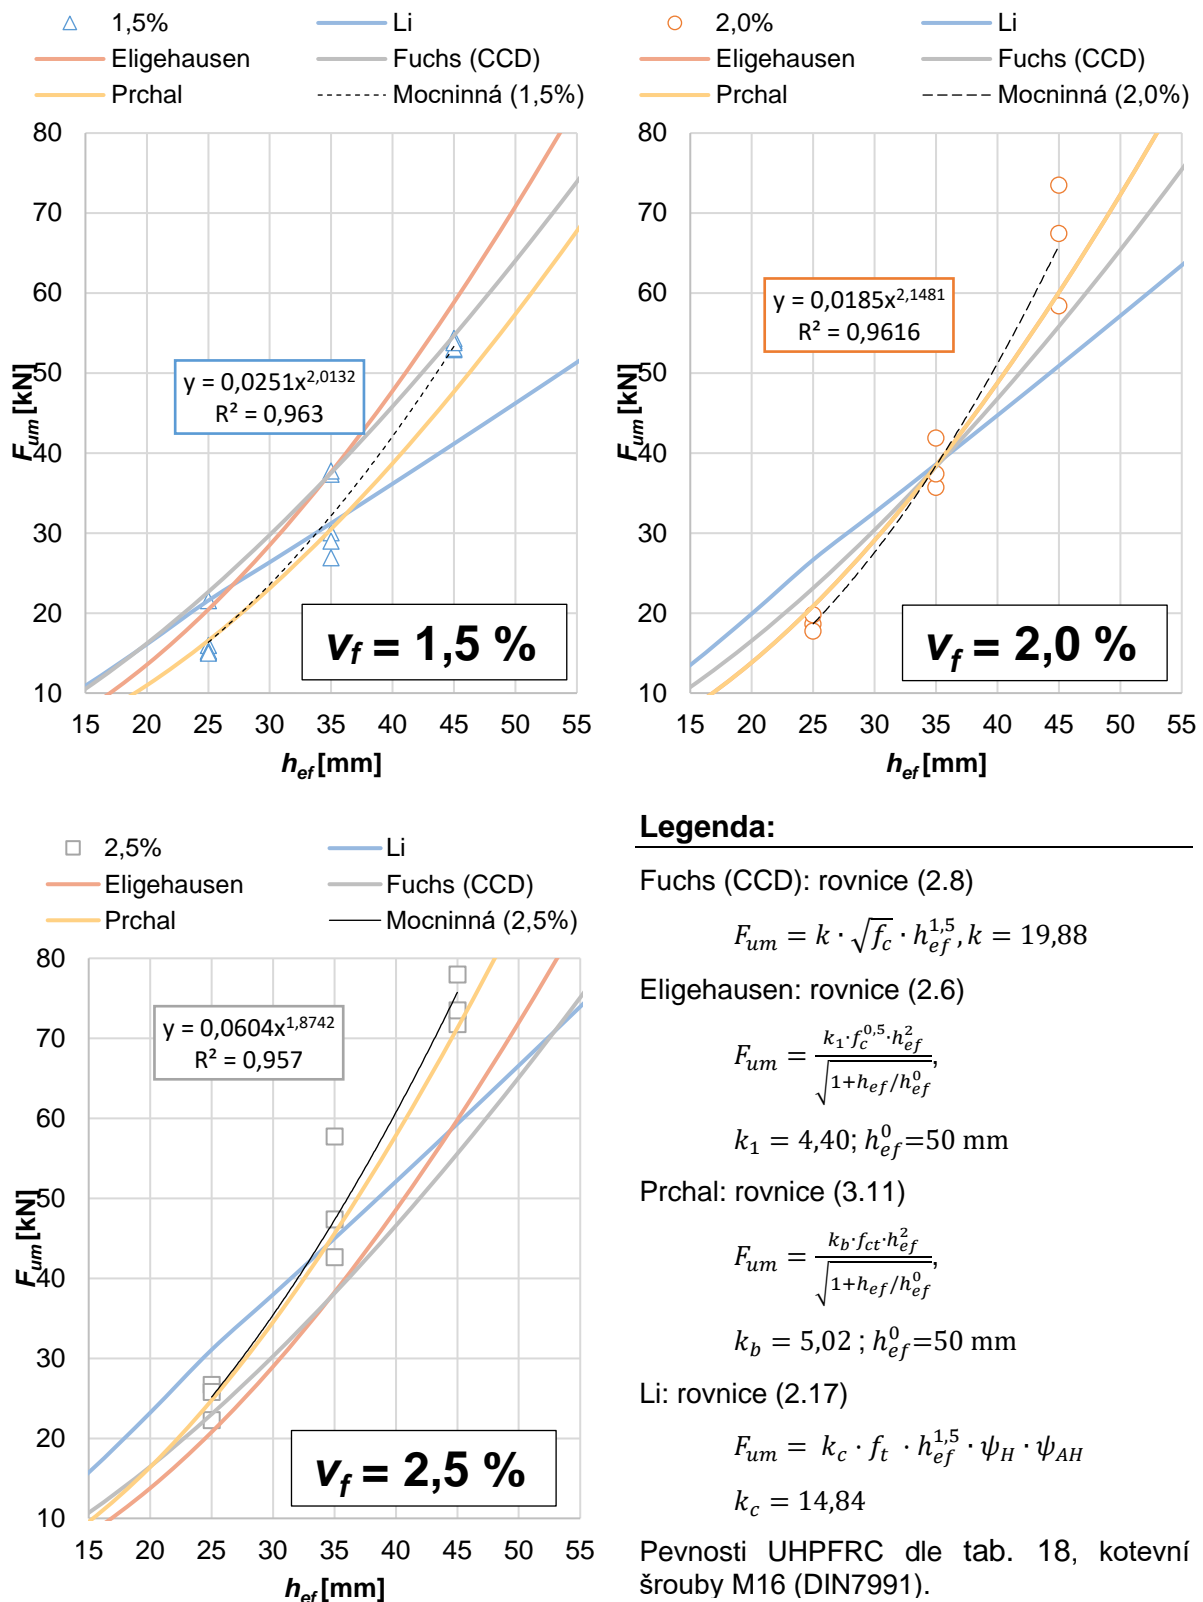 1,5%
Li
Eligehausen
Fuchs (CCD)
Prchal
Mocninná (1,5%)
80
70
60
50
40
30
20
10
F_um [kN]
y = 0,0251x^2,0132
R² = 0,963
v_f = 1,5 %
15 20 25 30 35 40 45 50 55
h_ef [mm]
2,0%
Li
Eligehausen
Fuchs (CCD)
Prchal
Mocninná (2,0%)
80
70
60
50
40
30
20
10
F_um [kN]
y = 0,0185x^2,1481
R² = 0,9616
v_f = 2,0 %
15 20 25 30 35 40 45 50 55
h_ef [mm]
2,5%
Li
Eligehausen
Fuchs (CCD)
Prchal
Mocninná (2,5%)
80
70
60
50
40
30
20
10
F_um [kN]
y = 0,0604x^1,8742
R² = 0,957
v_f = 2,5 %
15 20 25 30 35 40 45 50 55
h_ef [mm]
Legenda:
Fuchs (CCD): rovnice (2.8)
F_um = k · √f_c · h_ef^1,5, k = 19,88
Eligehausen: rovnice (2.6)
F_um = k_1·f_c^0,5·h_ef^2 / √(1+h_ef/h_ef^0),
k_1 = 4,40; h_ef^0=50 mm
Prchal: rovnice (3.11)
F_um = k_b·f_ct·h_ef^2 / √(1+h_ef/h_ef^0),
k_b = 5,02 ; h_ef^0=50 mm
Li: rovnice (2.17)
F_um = k_c · f_t · h_ef^1,5 · ψ_H · ψ_AH
k_c = 14,84
Pevnosti UHPFRC dle tab. 18, kotevní
šrouby M16 (DIN7991).